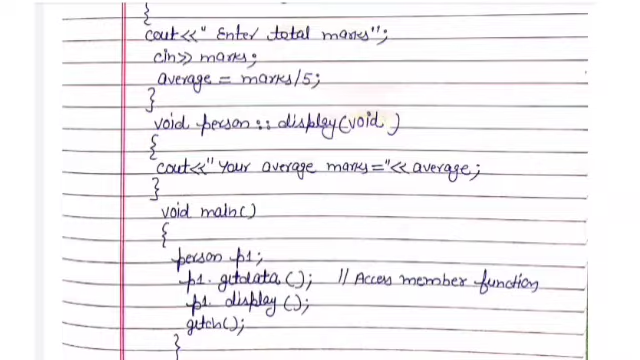 {
cout<<" Enter total marks";
cin>> marks;
average = marks/5;
}
void person :: display(void )
{
cout<<" Your average marks="<< average;
}
void main()
{
person p1;
p1. getdata (); // Access member function
p1. display ();
getch();
}